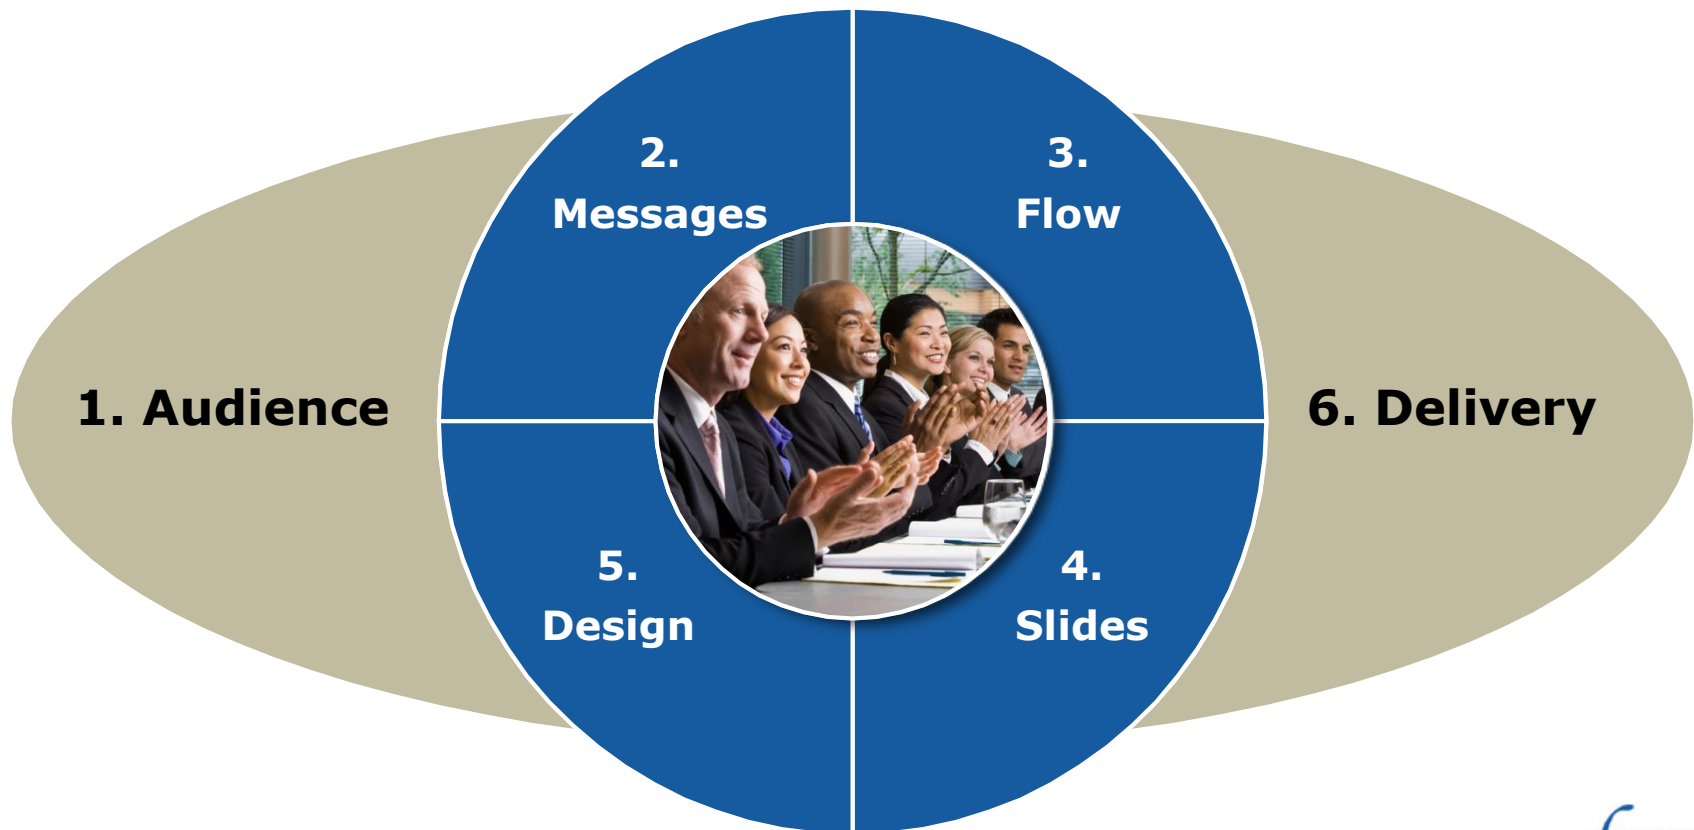 1. Audience
2.
Messages
3.
Flow
4.
Slides
5.
Design
6. Delivery